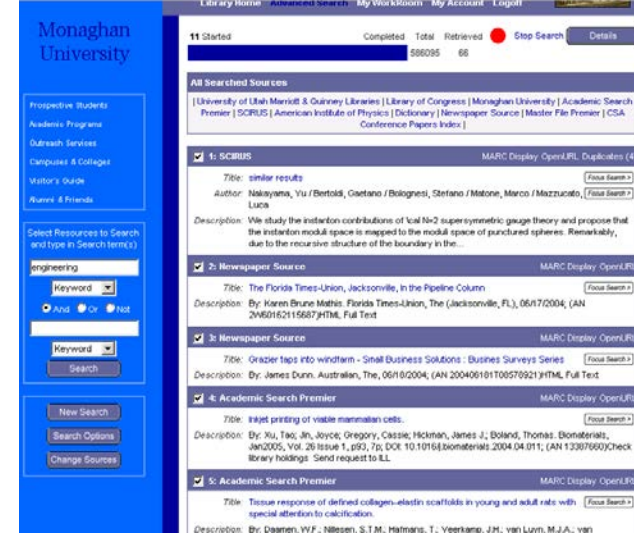 Library Home Advanced Search My WorkRoom My Account Logoff
Monaghan
University
11 Started Completed Total Retrieved Stop Search Details
586095 66
Prospective Students
Academic Programs
Outreach Services
Campuses & Colleges
Visitor's Guide
Alumni & Friends
Select Resources to Search
and type in Search term(s)
engineering
Keyword
And Or Not
Keyword
Search
New Search
Search Options
Change Sources
All Searched Sources
| University of Utah Marriott & Quinney Libraries | Library of Congress | Monaghan University | Academic Search
Premier | SCIRUS | American Institute of Physics | Dictionary | Newspaper Source | Master File Premier | CSA
Conference Papers Index |
1: SCIRUS MARC Display OpenURL Duplicates (4
Title: similar results Focus Search >
Author: Nakayama, Yu / Bertoldi, Gaetano / Bolognesi, Stefano / Matone, Marco / Mazzucato, Focus Search >
Luca
Description: We study the instanton contributions of \cal N=2 supersymmetric gauge theory and propose that
the instanton moduli space is mapped to the moduli space of punctured spheres. Remarkably,
due to the recursive structure of the boundary in the...
2: Newspaper Source MARC Display OpenURL
Title: The Florida Times-Union, Jacksonville, In the Pipeline Column Focus Search >
Description: By: Karen Brune Mathis. Florida Times-Union, The (Jacksonville, FL), 06/17/2004; (AN
2W60162115687)HTML Full Text
3: Newspaper Source MARC Display OpenURL
Title: Grazier taps into windfarm - Small Business Solutions : Busines Surveys Series Focus Search >
Description: By: James Dunn. Australian, The, 06/18/2004; (AN 200406181T08578921)HTML Full Text
4: Academic Search Premier MARC Display OpenURL
Title: Inkjet printing of viable mammalian cells. Focus Search >
Description: By: Xu, Tao; Jin, Joyce; Gregory, Cassie; Hickman, James J.; Boland, Thomas. Biomaterials,
Jan2005, Vol. 26 Issue 1, p93, 7p; DOI: 10.1016/j.biomaterials.2004.04.011; (AN 13387660)Check
library holdings Send request to ILL
5: Academic Search Premier MARC Display OpenURL
Title: Tissue response of defined collagen-elastin scaffolds in young and adult rats with Focus Search >
special attention to calcification.
Description: By: Daamen, W.F.; Nillesen, S.T.M.; Hafmans, T.; Veerkamp, J.H.; van Luyn, M.J.A.; van